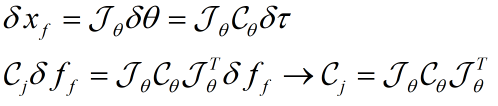 δx_f = 𝒥_θ δθ = 𝒥_θ 𝒞_θ δτ
𝒞_j δf_f = 𝒥_θ 𝒞_θ 𝒥_θ^T δf_f → 𝒞_j = 𝒥_θ 𝒞_θ 𝒥_θ^T